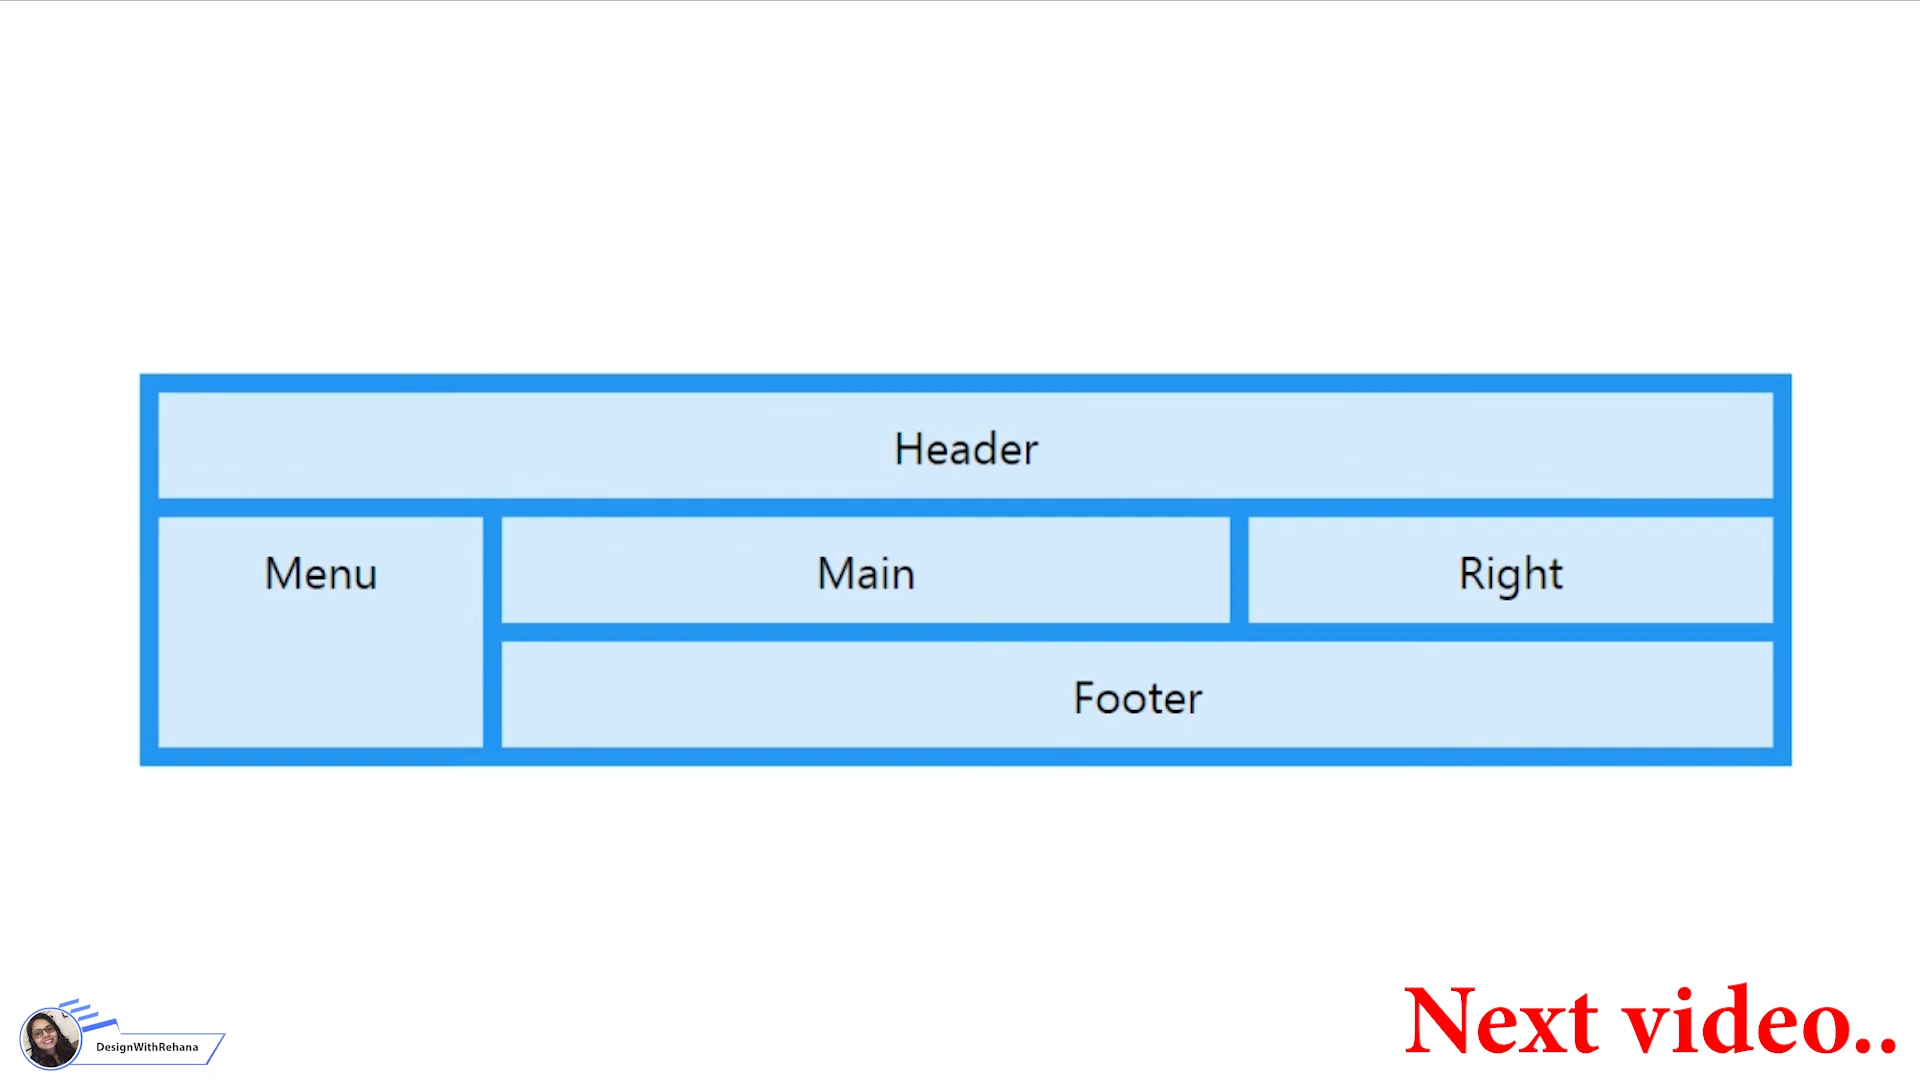 Header
Menu
Main
Right
Footer
DesignWithRehana
Next video..